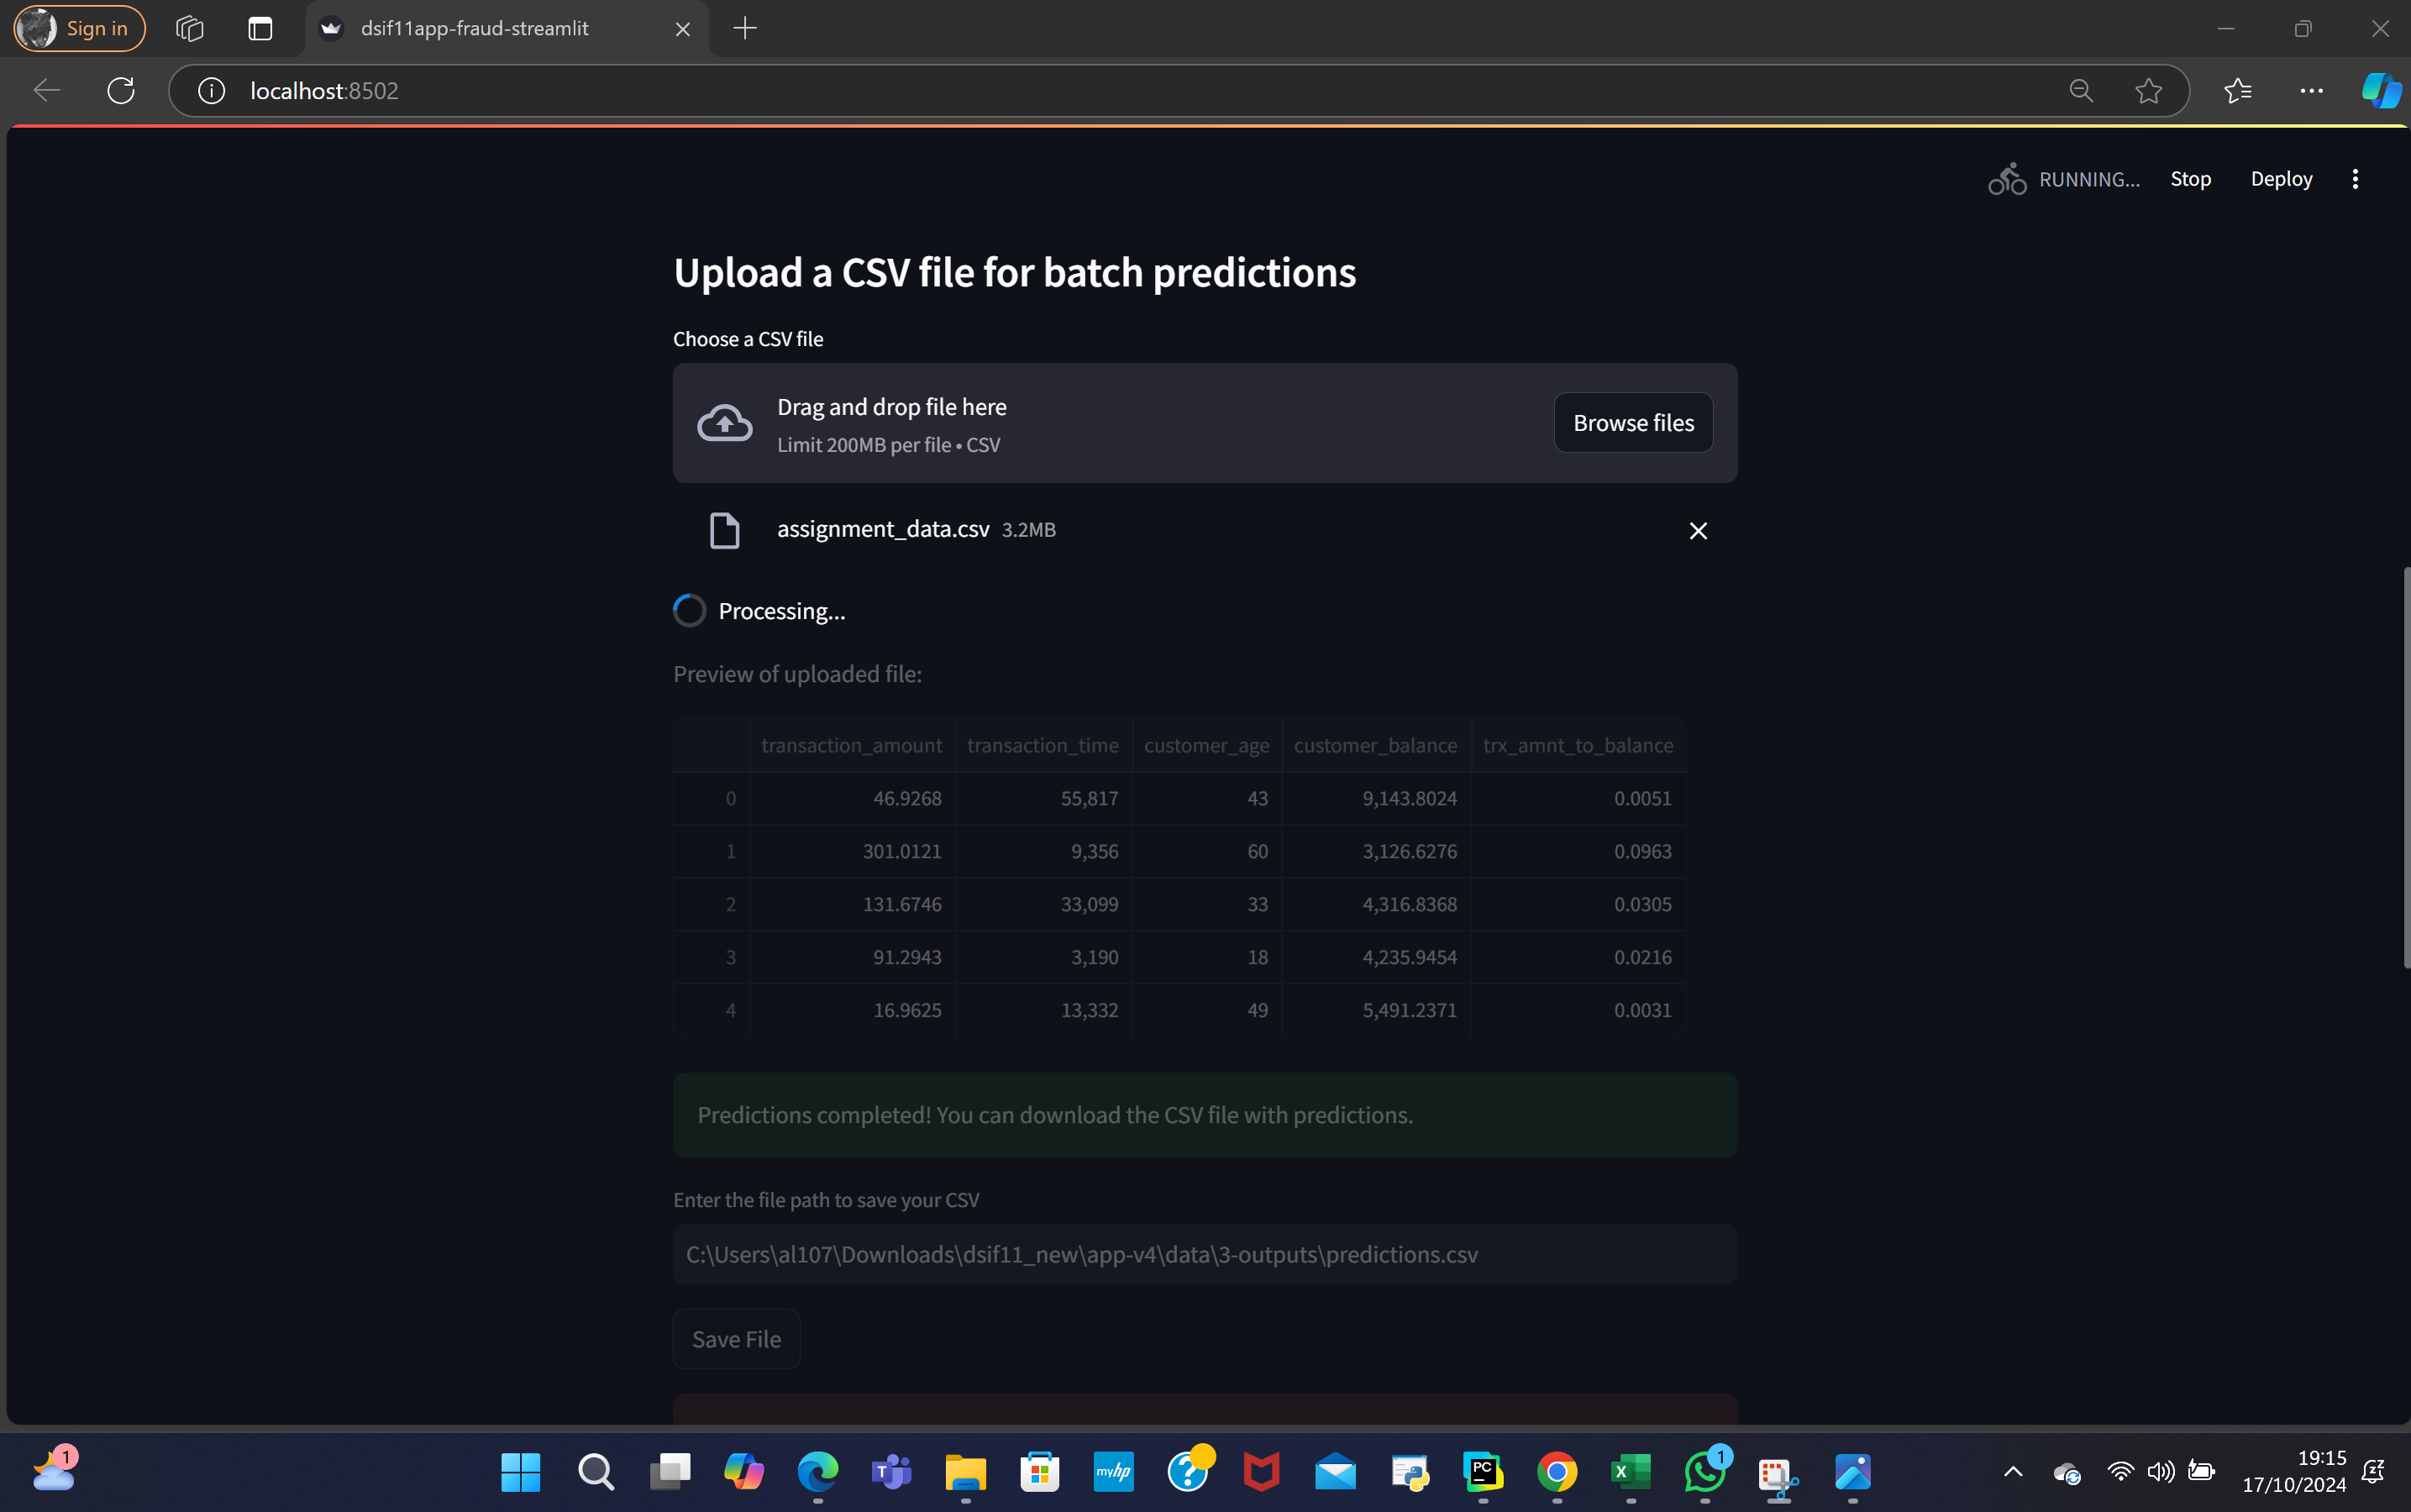 Sign in
dsif11app-fraud-streamlit
localhost:8502
RUNNING...
Stop
Deploy
Upload a CSV file for batch predictions
Choose a CSV file
Drag and drop file here
Limit 200MB per file • CSV
Browse files
assignment_data.csv 3.2MB
Processing...
Preview of uploaded file:
transaction_amount transaction_time customer_age customer_balance trx_amnt_to_balance
0 46.9268 55,817 43 9,143.8024 0.0051
1 301.0121 9,356 60 3,126.6276 0.0963
2 131.6746 33,099 33 4,316.8368 0.0305
3 91.2943 3,190 18 4,235.9454 0.0216
4 16.9625 13,332 49 5,491.2371 0.0031
Predictions completed! You can download the CSV file with predictions.
Enter the file path to save your CSV
C:\Users\al107\Downloads\dsif11_new\app-v4\data\3-outputs\predictions.csv
Save File
1
T
myhp
?
PC
X
1
19:15
17/10/2024